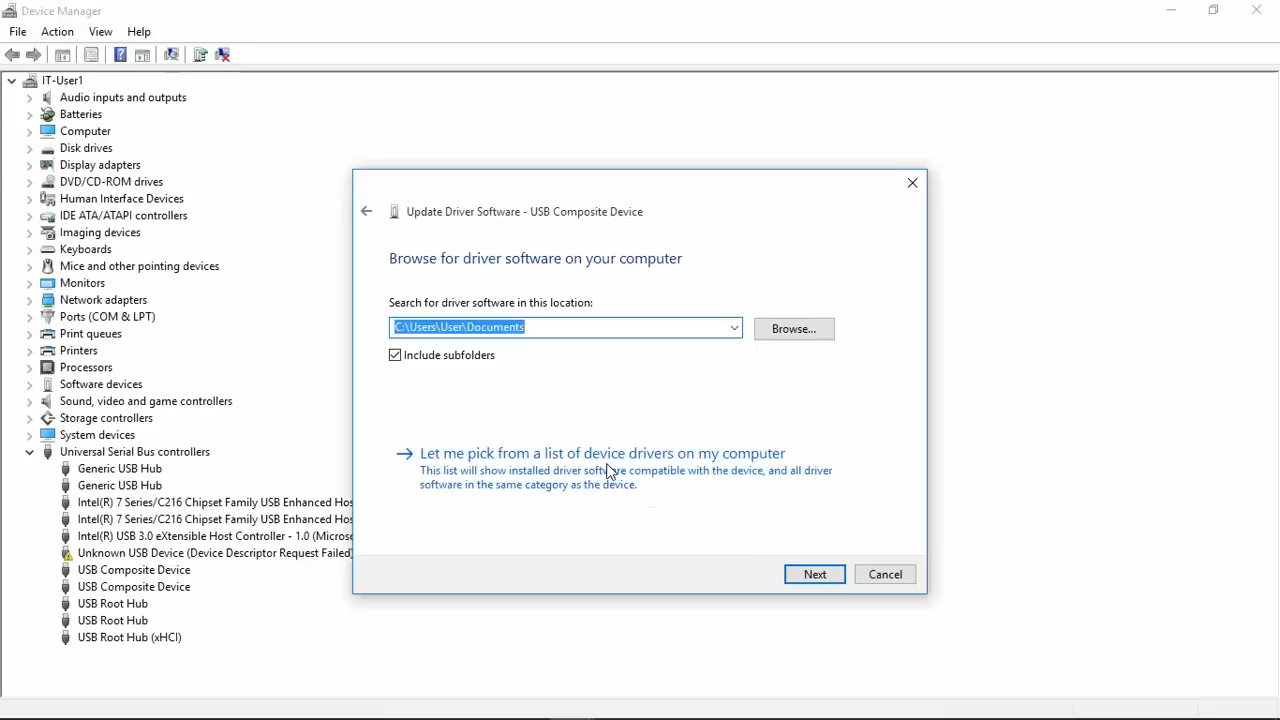 Device Manager
File Action View Help
IT-User1
Audio inputs and outputs
Batteries
Computer
Disk drives
Display adapters
DVD/CD-ROM drives
Human Interface Devices
IDE ATA/ATAPI controllers
Imaging devices
Keyboards
Mice and other pointing devices
Monitors
Network adapters
Ports (COM & LPT)
Print queues
Printers
Processors
Software devices
Sound, video and game controllers
Storage controllers
System devices
Universal Serial Bus controllers
Generic USB Hub
Generic USB Hub
Intel(R) 7 Series/C216 Chipset Family USB Enhanced Hos
Intel(R) 7 Series/C216 Chipset Family USB Enhanced Hos
Intel(R) USB 3.0 eXtensible Host Controller - 1.0 (Microso
Unknown USB Device (Device Descriptor Request Failed)
USB Composite Device
USB Composite Device
USB Root Hub
USB Root Hub
USB Root Hub (xHCI)
Update Driver Software - USB Composite Device
Browse for driver software on your computer
Search for driver software in this location:
C:\Users\User\Documents
Browse...
Include subfolders
Let me pick from a list of device drivers on my computer
This list will show installed driver software compatible with the device, and all driver
software in the same category as the device.
Next Cancel